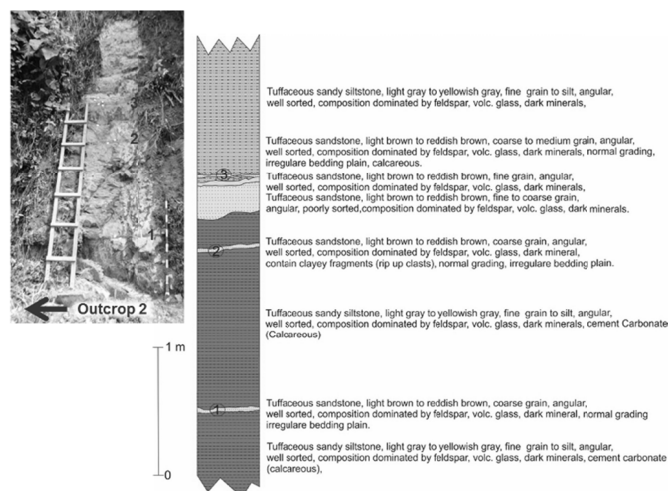 Tuffaceous sandy siltstone, light gray to yellowish gray, fine grain to silt, angular,
well sorted, composition dominated by feldspar, volc. glass, dark minerals,
Tuffaceous sandstone, light brown to reddish brown, coarse to medium grain, angular,
well sorted, composition dominated by feldspar, volc. glass, dark minerals, normal grading,
irregulare bedding plain, calcareous.
3
Tuffaceous sandstone, light brown to reddish brown, fine grain, angular,
well sorted, composition dominated by feldspar, volc. glass, dark minerals,
Tuffaceous sandstone, light brown to reddish brown, fine to coarse grain,
angular, poorly sorted,composition dominated by feldspar, volc. glass, dark minerals.
3
2
1
Tuffaceous sandstone, light brown to reddish brown, coarse grain, angular,
2
well sorted, composition dominated by feldspar, volc. glass, dark mineral,
contain clayey fragments (rip up clasts), normal grading, irregulare bedding plain.
Outcrop 2
Tuffaceous sandy siltstone, light gray to yellowish gray, fine grain to silt, angular,
well sorted, composition dominated by feldspar, volc. glass, dark minerals, cement Carbonate
(Calcareous)
1 m
Tuffaceous sandstone, light brown to reddish brown, coarse grain, angular,
1
well sorted, composition dominated by feldspar, volc. glass, dark mineral, normal grading
irregulare bedding plain.
Tuffaceous sandy siltstone, light gray to yellowish gray, fine grain to silt, angular,
well sorted, composition dominated by feldspar, volc. glass, dark minerals, cement carbonate
(calcareous),
0